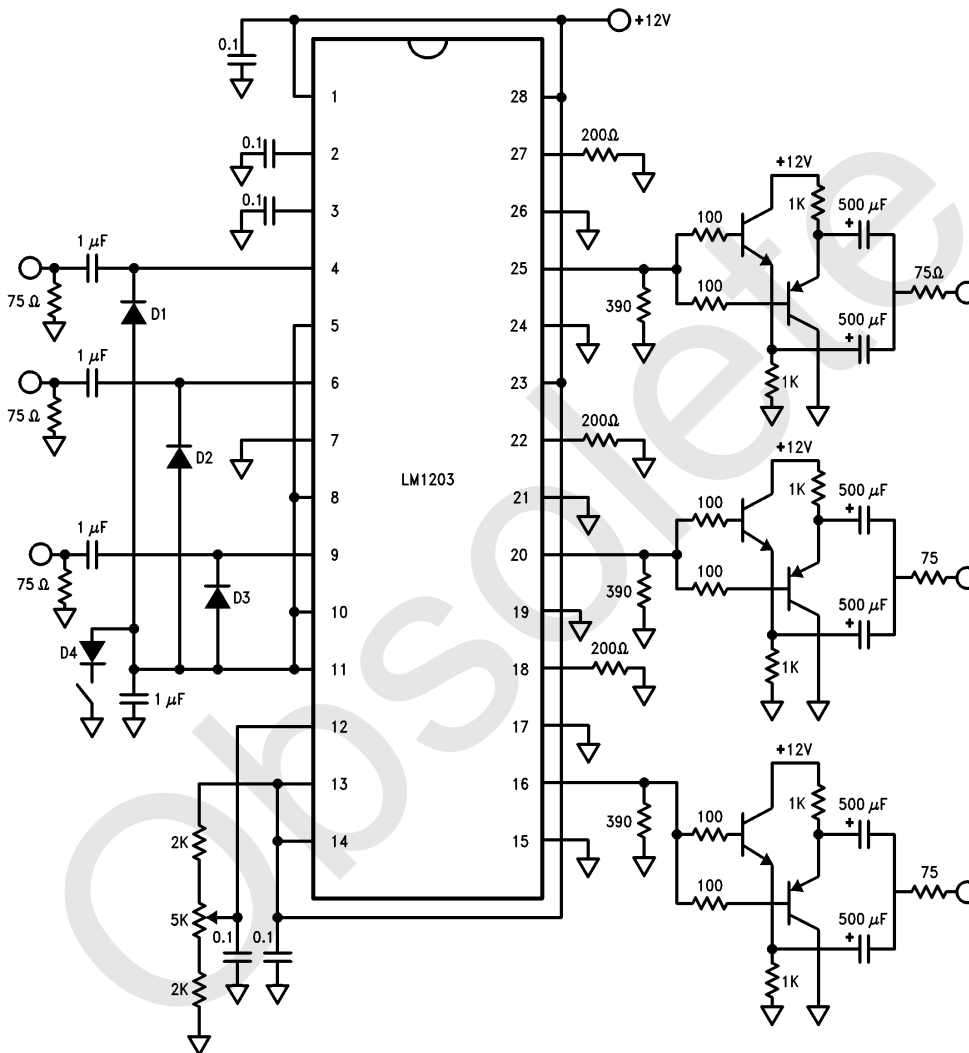 +12V
0.1
1 28
200Ω
0.1 2 27
+12V
1K 500 μF
+
0.1 3 26
100
1 μF
4 25
75Ω
100
75 Ω D1
390
500 μF
+
5 24
1 μF
1K
6 23
75 Ω
200Ω
7 22
+12V
D2
LM1203
1K 500 μF
+
8 21
100
1 μF
9 20
75
100
75Ω D3
390
500 μF
+
10 19
D4
200Ω
1K
11 18
1 μF
12 17
+12V
13 16
1K 500 μF
+
100
390
2K 14 15
75
100
5K
0.1 0.1
500 μF
+
2K
1K
Obsolete